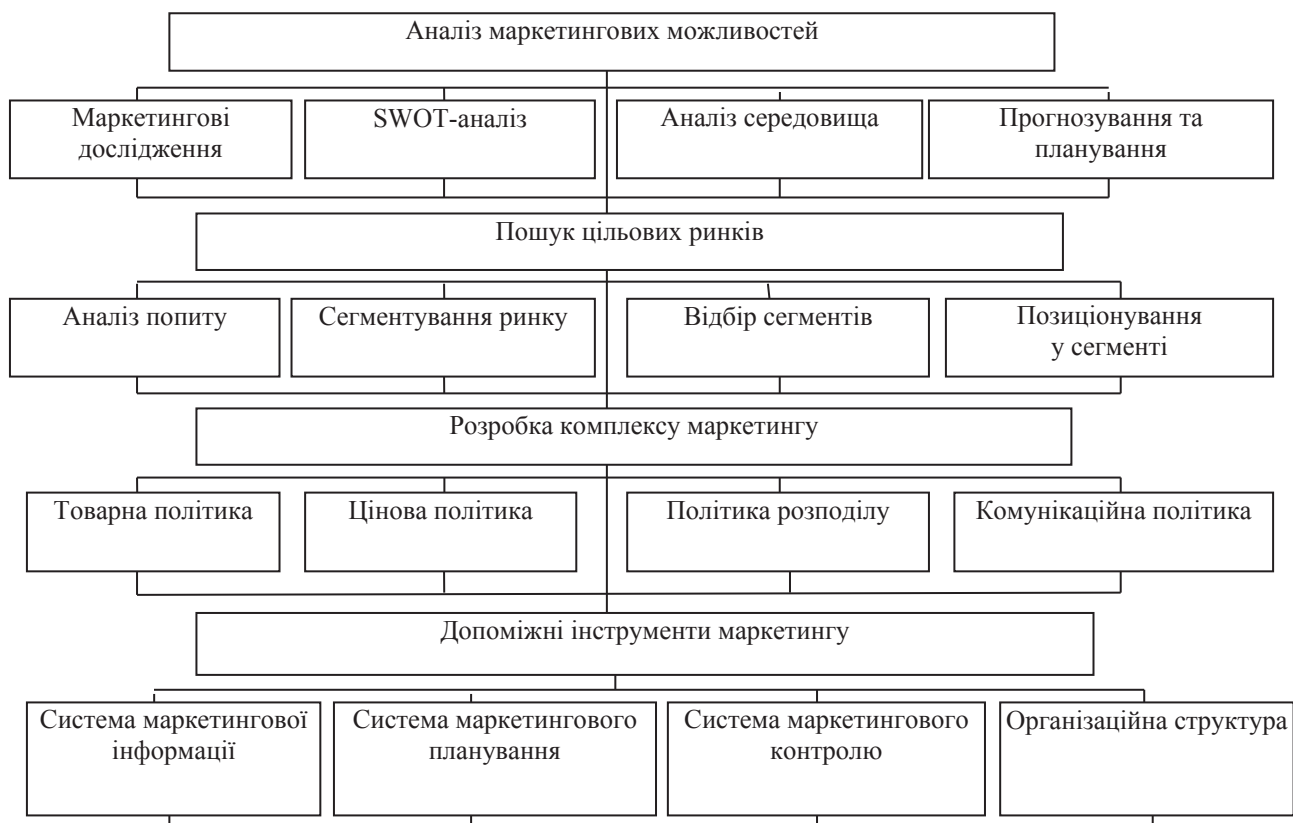 Аналіз маркетингових можливостей
Маркетингові
дослідження
SWOT-аналіз
Аналіз середовища
Прогнозування та
планування
Пошук цільових ринків
Аналіз попиту
Сегментування ринку
Відбір сегментів
Позиціонування
у сегменті
Розробка комплексу маркетингу
Товарна політика
Цінова політика
Політика розподілу
Комунікаційна політика
Допоміжні інструменти маркетингу
Система маркетингової
інформації
Система маркетингового
планування
Система маркетингового
контролю
Організаційна структура